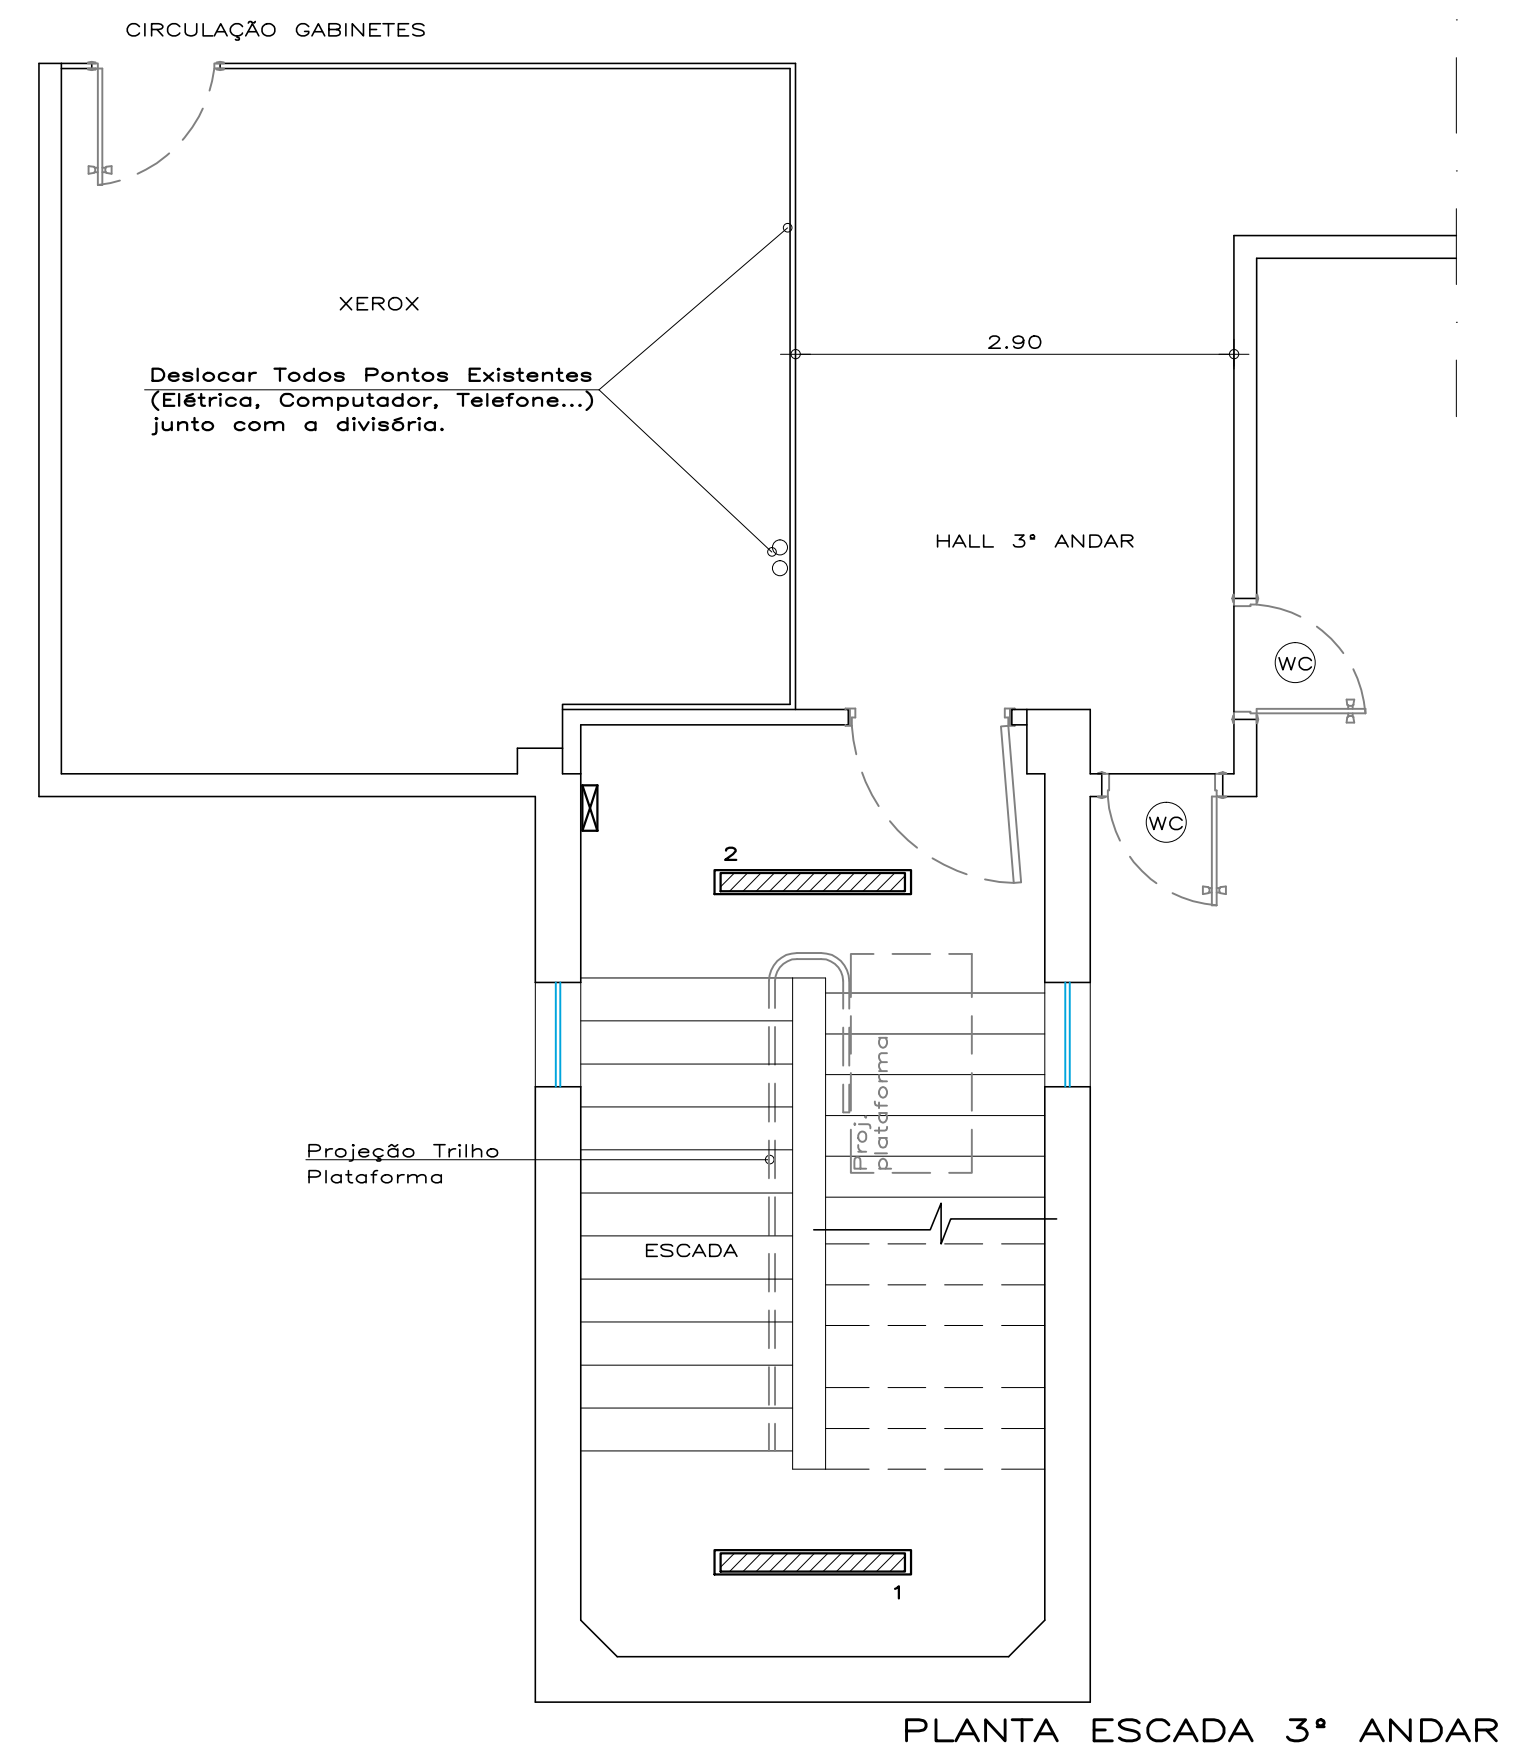 CIRCULAÇÃO GABINETES
XEROX
2.90
Deslocar Todos Pontos Existentes
(Elétrica, Computador, Telefone...)
junto com a divisória.
HALL 3º ANDAR
WC
WC
2
Proj.
plataforma
Projeção Trilho
Plataforma
ESCADA
1
PLANTA ESCADA 3º ANDAR